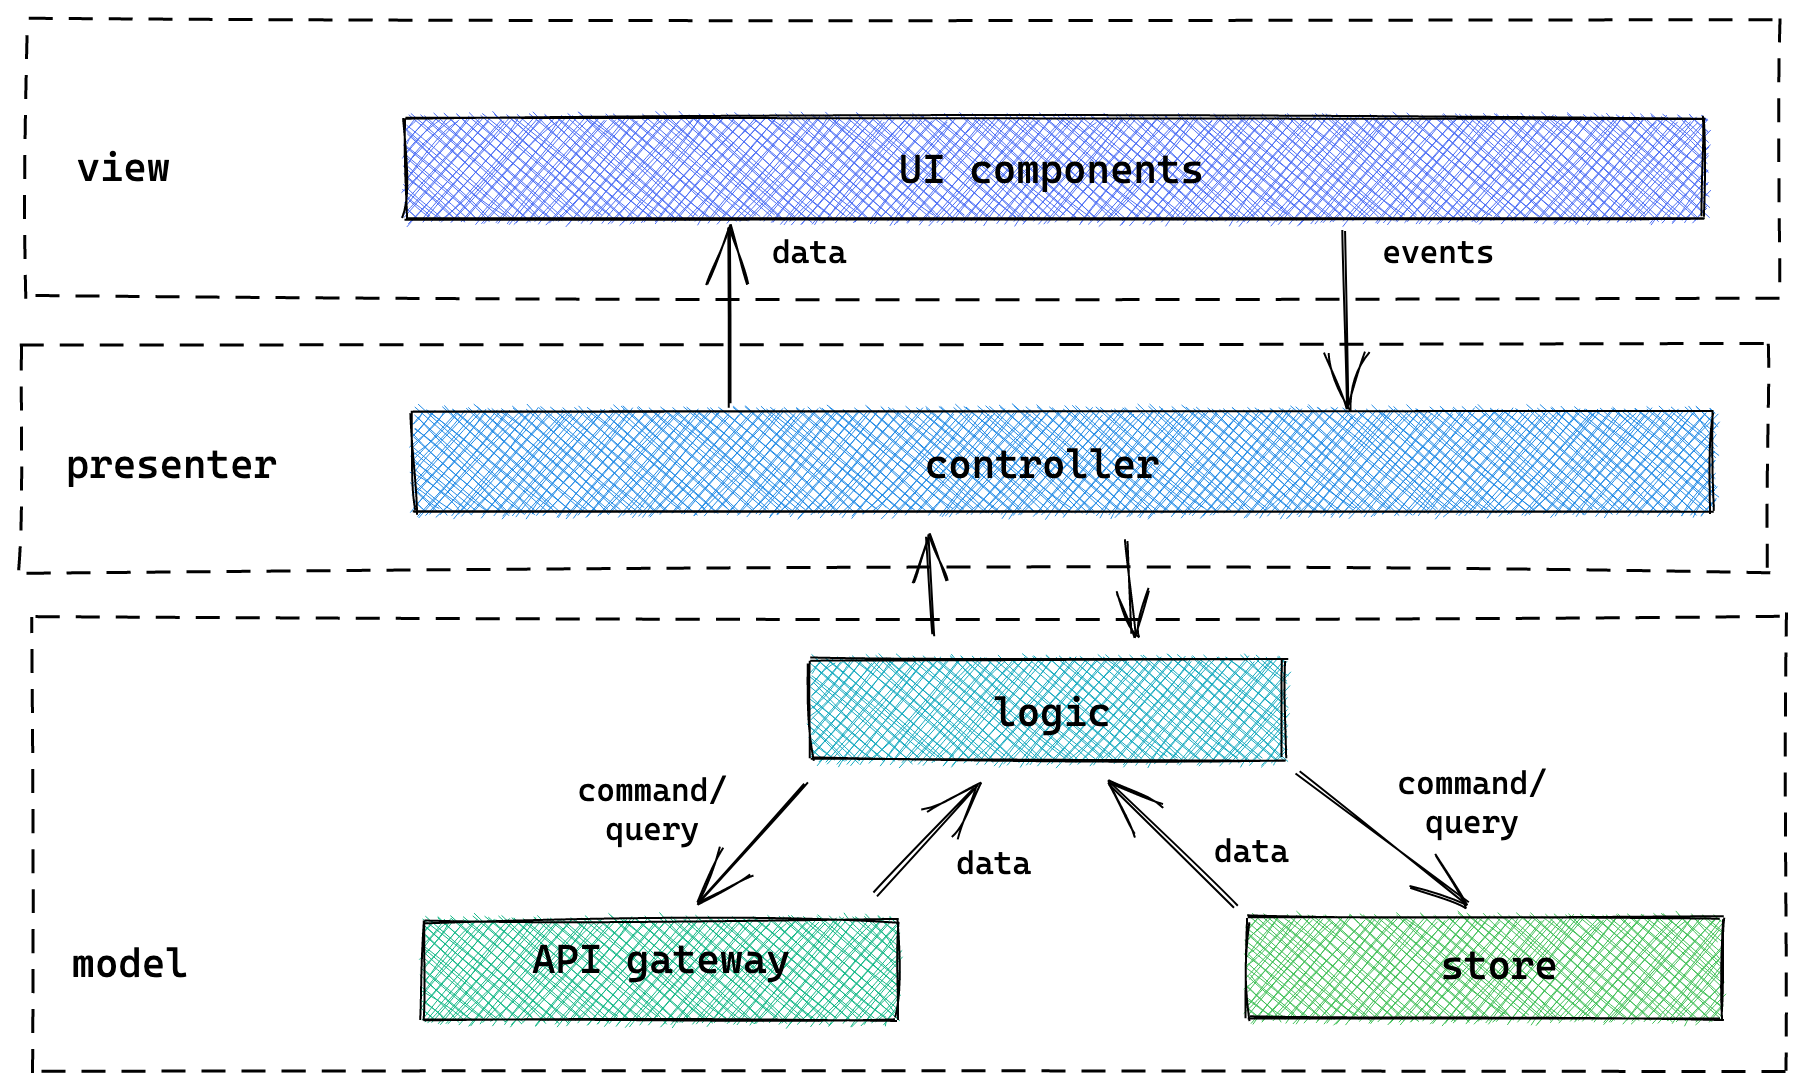 view
UI components
data
events
presenter
controller
logic
command/
query
command/
query
data
data
model
API gateway
store